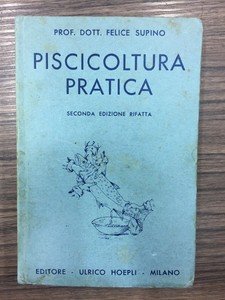 PROF. DOTT. FELICE SUPINO
PISCICOLTURA
PRATICA
SECONDA EDIZIONE RIFATTA
EDITORE - ULRICO HOEPLI - MILANO